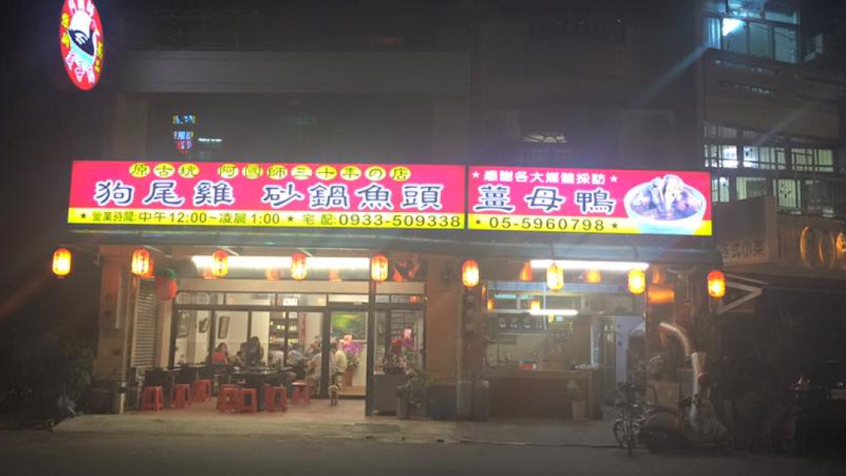 原古坑 阿國師三十年の店
狗尾雞 砂鍋魚頭
★ 營業時間:中午12:00~凌晨1:00 ★ 宅配:0933-509338
★ 感謝各大媒體採訪 ★
薑母鴨
★ 05-5960798 ★